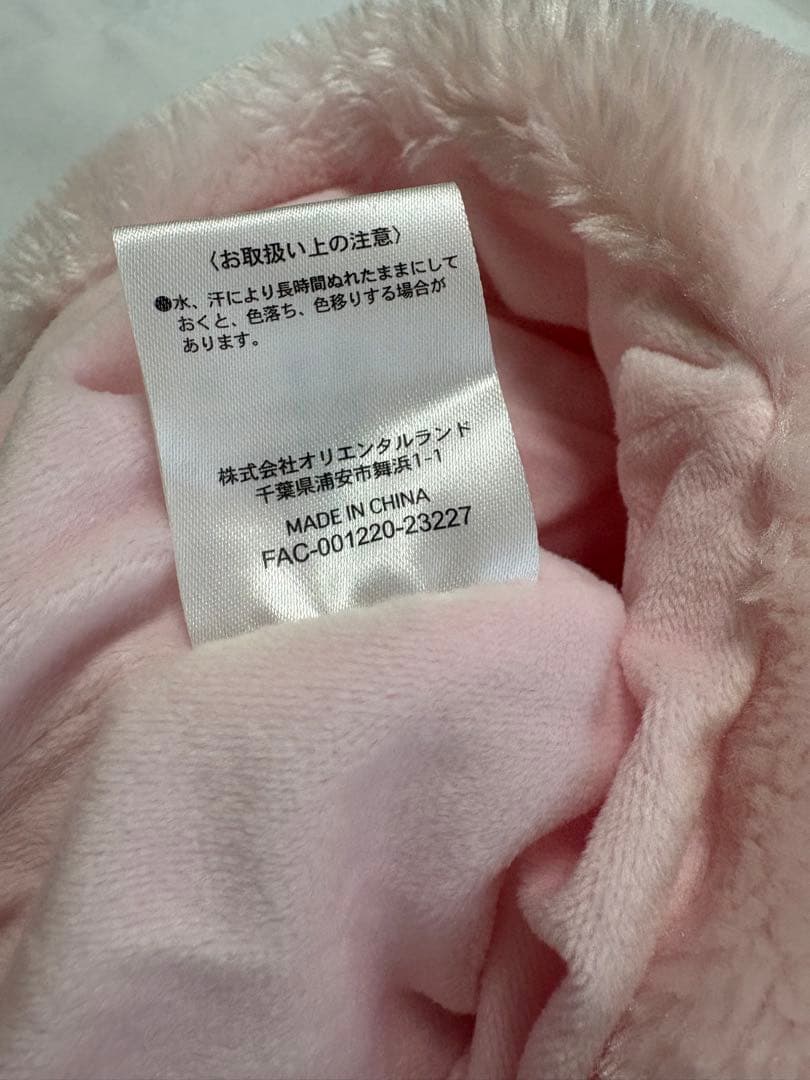 〈お取扱い上の注意〉
●水、汗により長時間ぬれたままにして
おくと、色落ち、色移りする場合が
あります。
株式会社オリエンタルランド
千葉県浦安市舞浜1-1
MADE IN CHINA
FAC-001220-23227